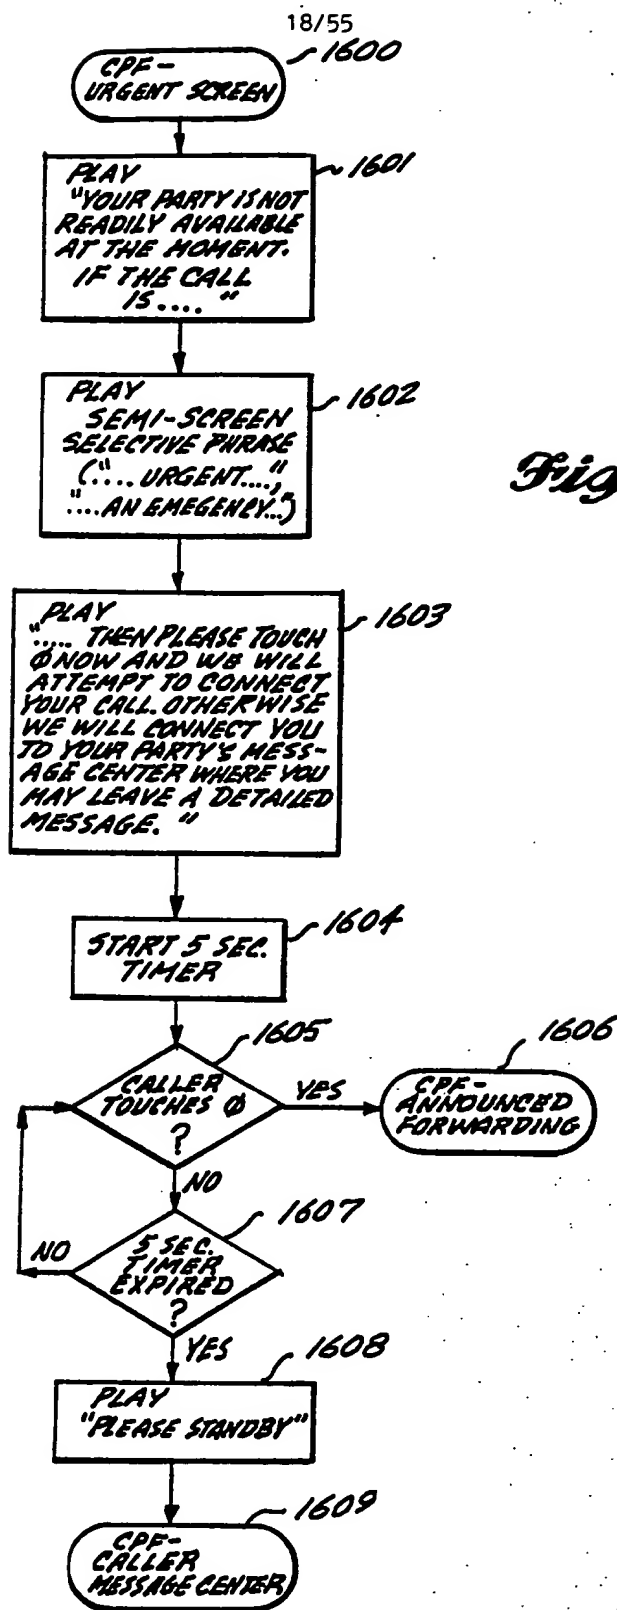 18/55
1600
CPF-
URGENT SCREEN
1601
PLAY
"YOUR PARTY IS NOT
READILY AVAILABLE
AT THE MOMENT.
IF THE CALL
IS .... "
1602
PLAY
SEMI-SCREEN
SELECTIVE PHRASE
(".... URGENT....,"
"....AN EMEGENCY...")
Fig
1603
PLAY
"..... THEN PLEASE TOUCH
Ø NOW AND WE WILL
ATTEMPT TO CONNECT
YOUR CALL. OTHERWISE
WE WILL CONNECT YOU
TO YOUR PARTY'S MESS-
AGE CENTER WHERE YOU
MAY LEAVE A DETAILED
MESSAGE. "
1604
START 5 SEC.
TIMER
1605
CALLER
TOUCHES Ø
?
YES
1606
CPF-
ANNOUNCED
FORWARDING
NO
1607
5 SEC.
TIMER
EXPIRED
?
NO
YES
1608
PLAY
"PLEASE STANDBY"
1609
CPF-
CALLER
MESSAGE CENTER